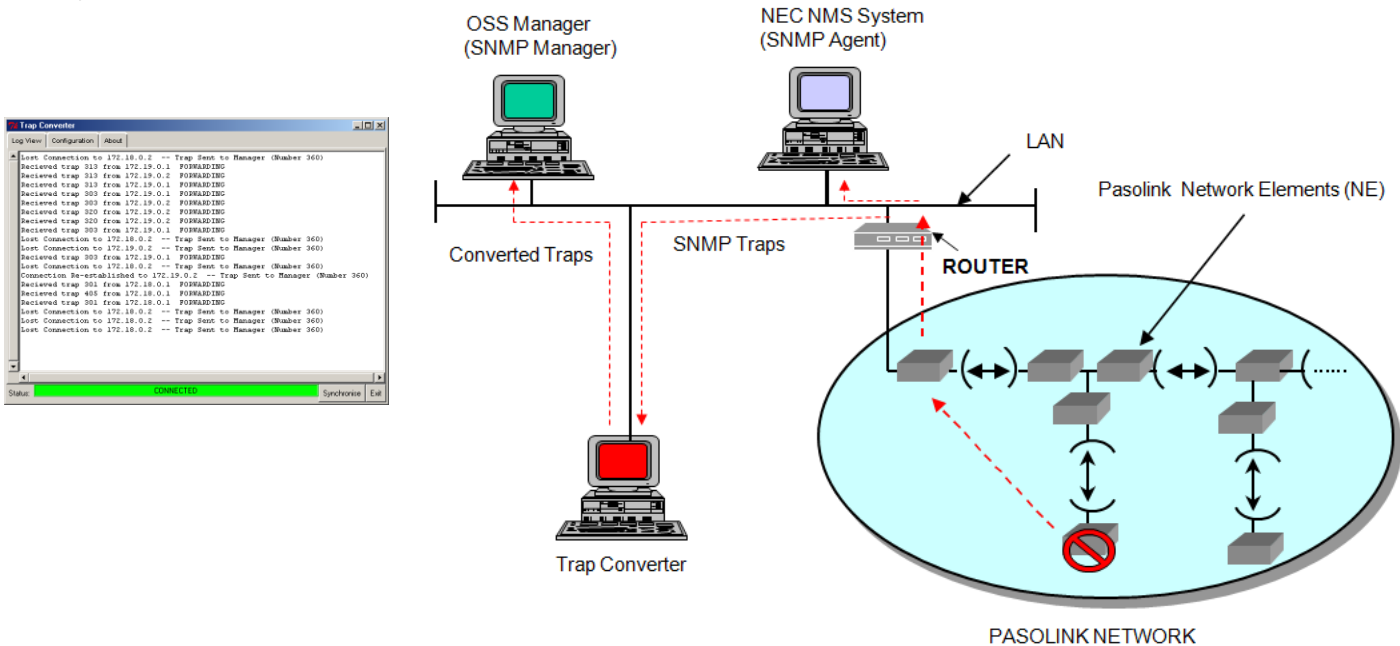 OSS Manager
(SNMP Manager)
NEC NMS System
(SNMP Agent)
LAN
Pasolink Network Elements (NE)
Converted Traps
SNMP Traps
ROUTER
Trap Converter
PASOLINK NETWORK
Trap Converter
Log View Configuration About
Lost Connection to 172.18.0.2 -- Trap Sent to Manager (Number 360)
Recieved trap 313 from 172.19.0.1 FORWARDING
Recieved trap 313 from 172.19.0.2 FORWARDING
Recieved trap 313 from 172.19.0.1 FORWARDING
Recieved trap 303 from 172.19.0.1 FORWARDING
Recieved trap 303 from 172.19.0.2 FORWARDING
Recieved trap 320 from 172.19.0.2 FORWARDING
Recieved trap 320 from 172.19.0.2 FORWARDING
Recieved trap 303 from 172.19.0.1 FORWARDING
Lost Connection to 172.18.0.2 -- Trap Sent to Manager (Number 360)
Lost Connection to 172.19.0.2 -- Trap Sent to Manager (Number 360)
Recieved trap 303 from 172.19.0.1 FORWARDING
Lost Connection to 172.18.0.2 -- Trap Sent to Manager (Number 360)
Connection Re-established to 172.19.0.2 -- Trap Sent to Manager (Number 360)
Recieved trap 301 from 172.18.0.1 FORWARDING
Recieved trap 405 from 172.18.0.1 FORWARDING
Recieved trap 301 from 172.18.0.1 FORWARDING
Lost Connection to 172.18.0.2 -- Trap Sent to Manager (Number 360)
Lost Connection to 172.18.0.2 -- Trap Sent to Manager (Number 360)
Lost Connection to 172.18.0.2 -- Trap Sent to Manager (Number 360)
Status: CONNECTED Synchronise Exit